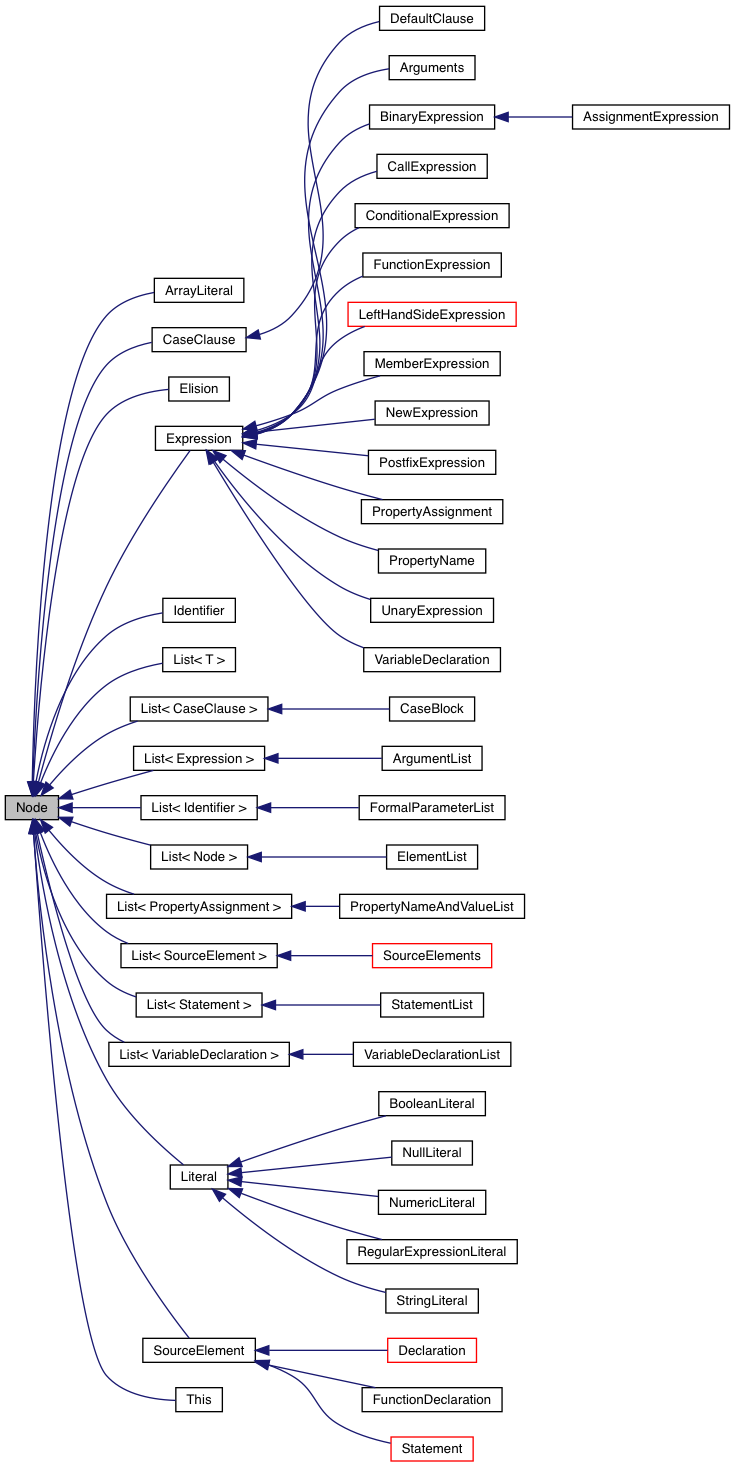 DefaultClause
Arguments
BinaryExpression
AssignmentExpression
CallExpression
ConditionalExpression
FunctionExpression
ArrayLiteral
LeftHandSideExpression
CaseClause
MemberExpression
Elision
NewExpression
Expression
PostfixExpression
PropertyAssignment
PropertyName
Identifier
UnaryExpression
List< T >
VariableDeclaration
List< CaseClause >
CaseBlock
List< Expression >
ArgumentList
Node
List< Identifier >
FormalParameterList
List< Node >
ElementList
List< PropertyAssignment >
PropertyNameAndValueList
List< SourceElement >
SourceElements
List< Statement >
StatementList
List< VariableDeclaration >
VariableDeclarationList
BooleanLiteral
NullLiteral
Literal
NumericLiteral
RegularExpressionLiteral
StringLiteral
SourceElement
Declaration
This
FunctionDeclaration
Statement